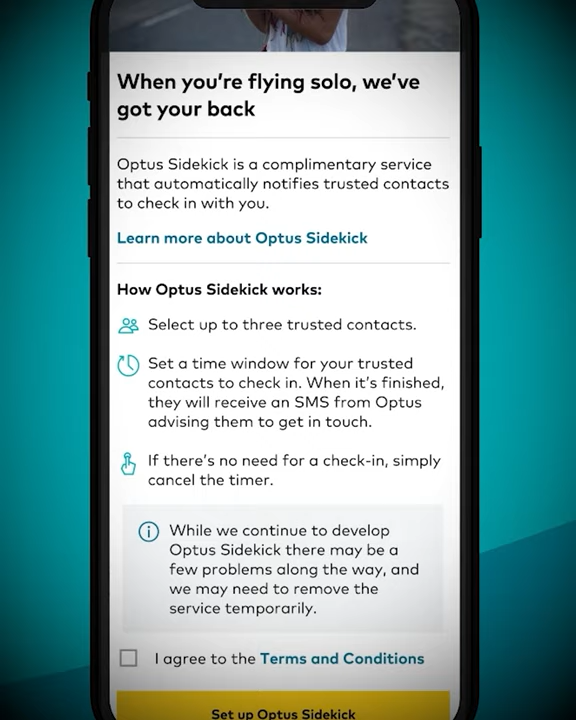 When you're flying solo, we've
got your back
Optus Sidekick is a complimentary service
that automatically notifies trusted contacts
to check in with you.
Learn more about Optus Sidekick
How Optus Sidekick works:
Select up to three trusted contacts.
Set a time window for your trusted
contacts to check in. When it's finished,
they will receive an SMS from Optus
advising them to get in touch.
If there's no need for a check-in, simply
cancel the timer.
While we continue to develop
Optus Sidekick there may be a
few problems along the way, and
we may need to remove the
service temporarily.
I agree to the Terms and Conditions
Set up Optus Sidekick